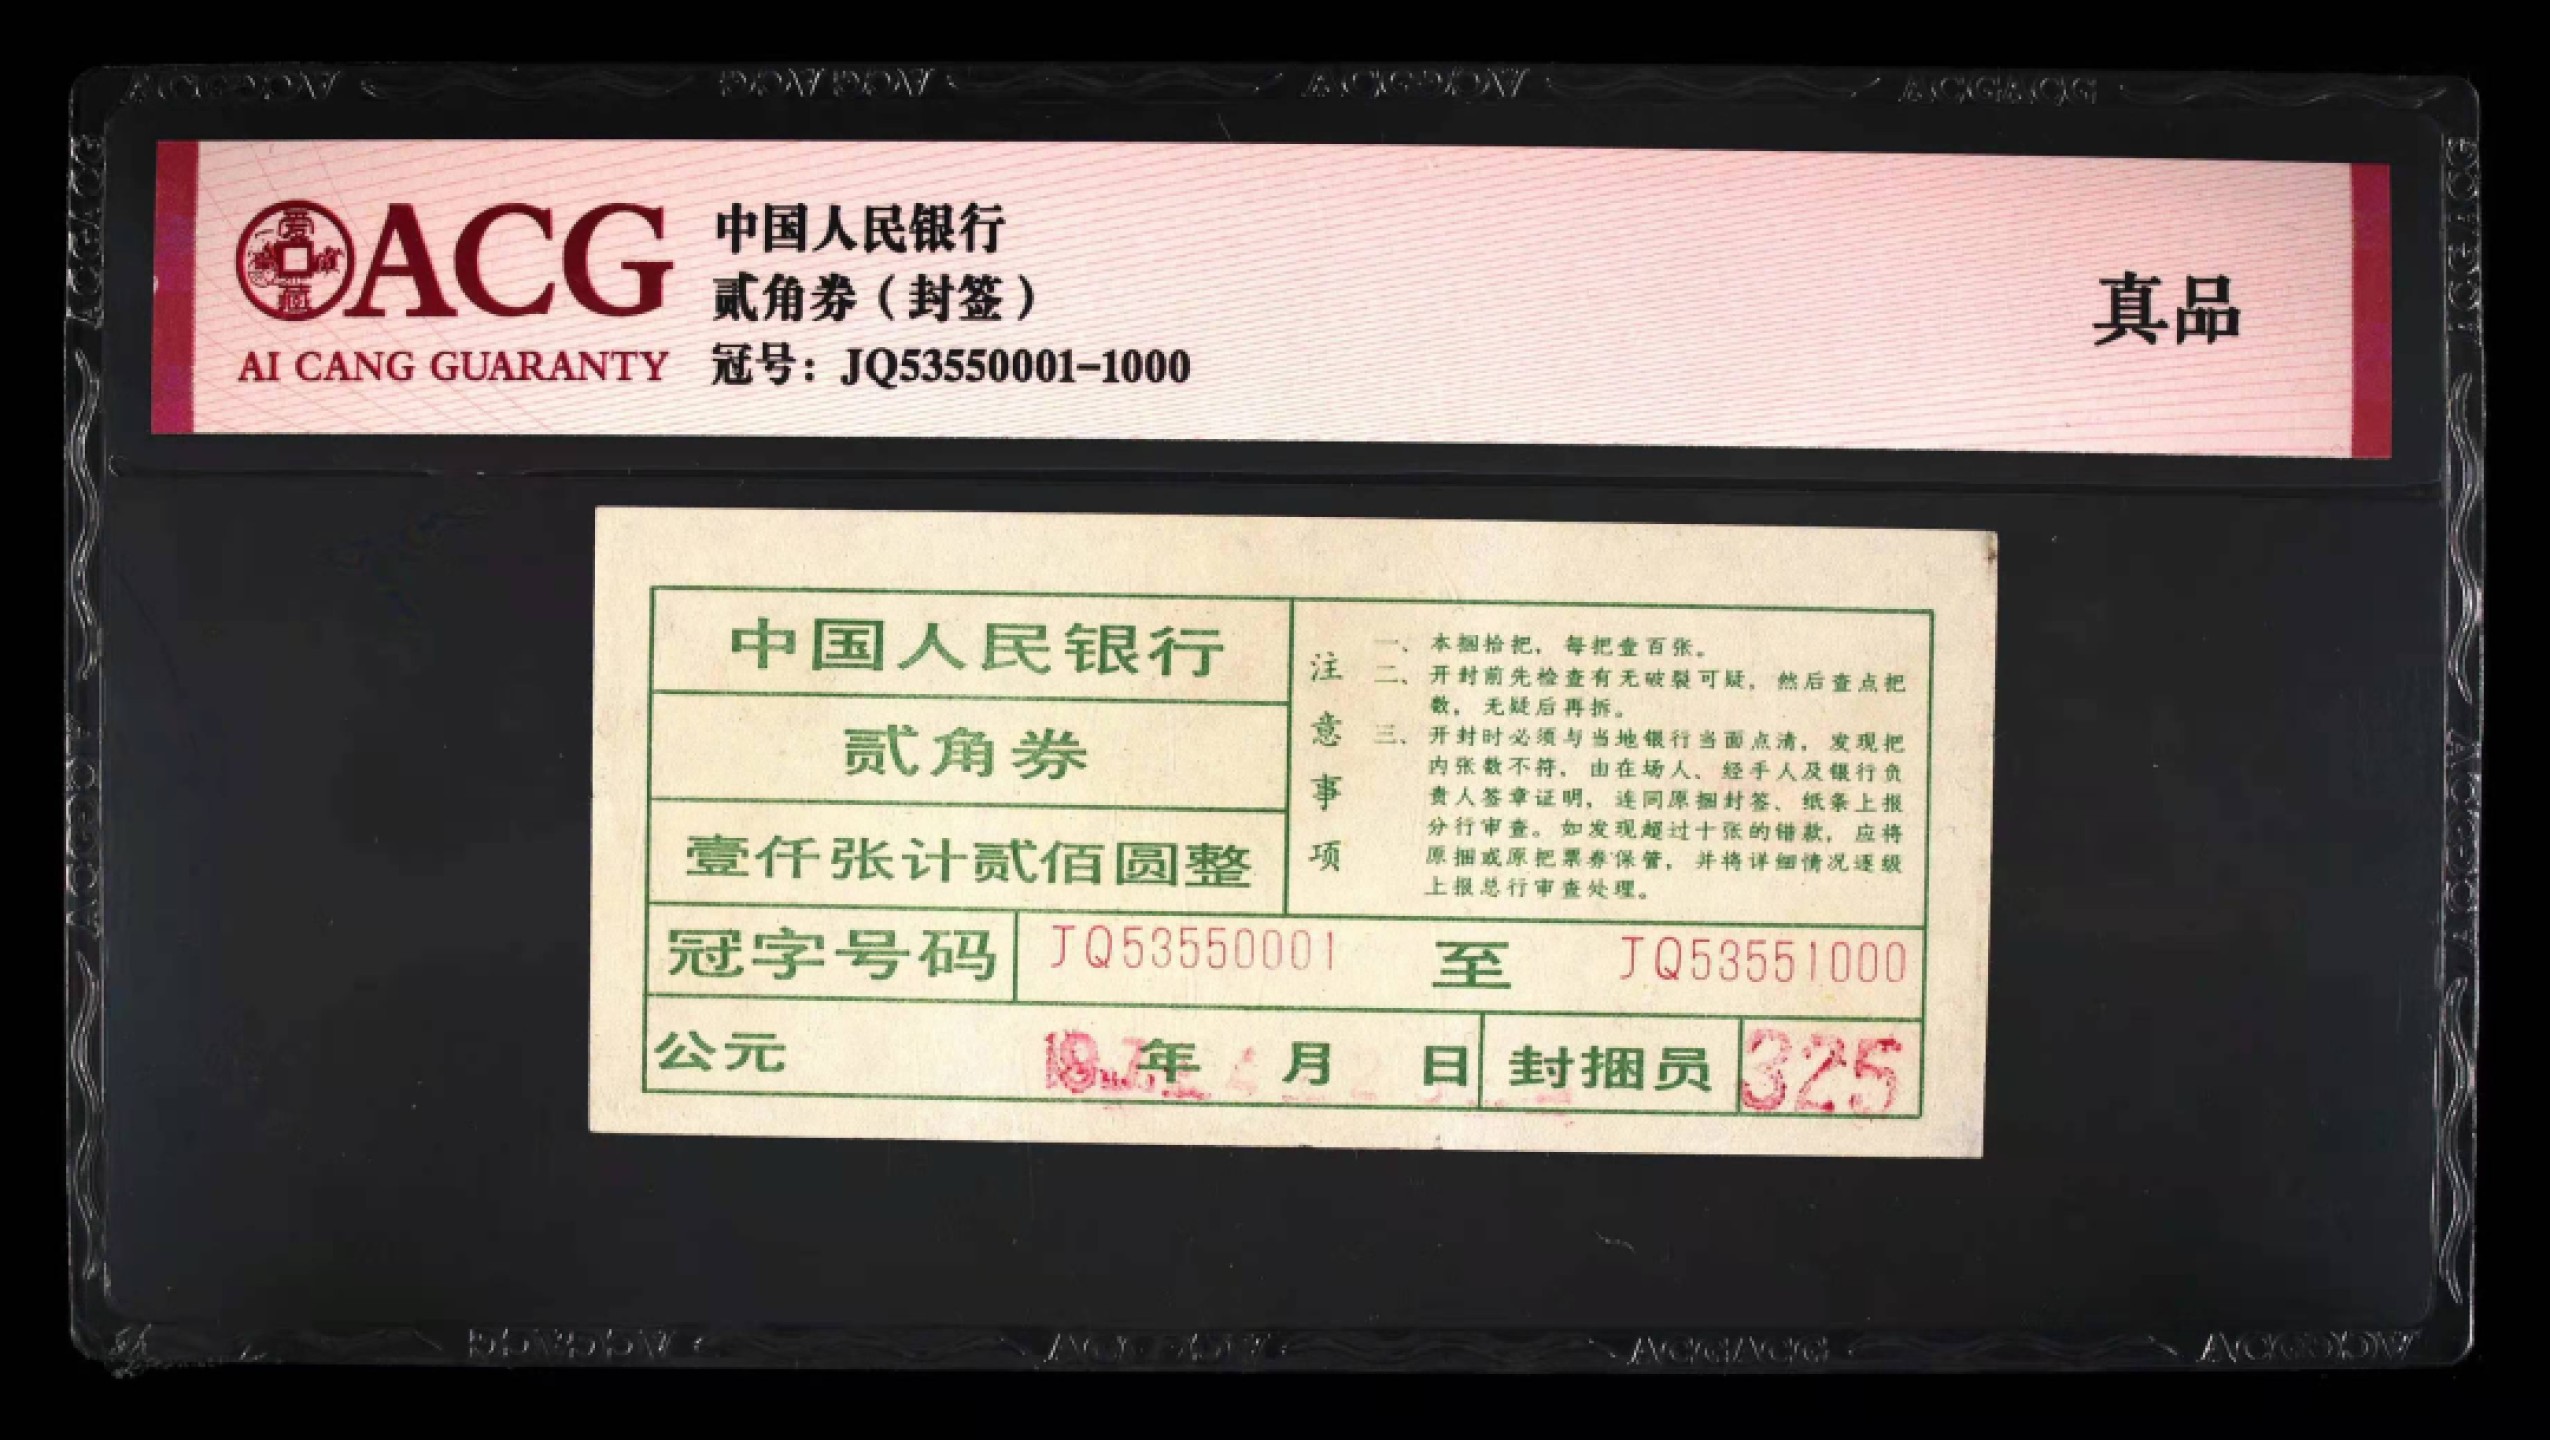 ACG
AI CANG GUARANTY
中国人民银行
贰角券（封签）
冠号：JQ53550001-1000
真品
中国人民银行
贰角券
壹仟张计贰佰圆整
注意事项
一、本捆拾把，每把壹百张。
二、开封前先检查有无破裂可疑，然后查点把
数，无疑后再拆。
三、开封时必须与当地银行当面点清，发现把
内张数不符，由在场人、经手人及银行负
责人签章证明，连同原捆封签、纸条上报
分行审查。如发现超过十张的错款，应将
原捆或原把票券保管，并将详细情况逐级
上报总行审查处理。
冠字号码 JQ53550001 至 JQ53551000
公元 年 月 日 封捆员 325